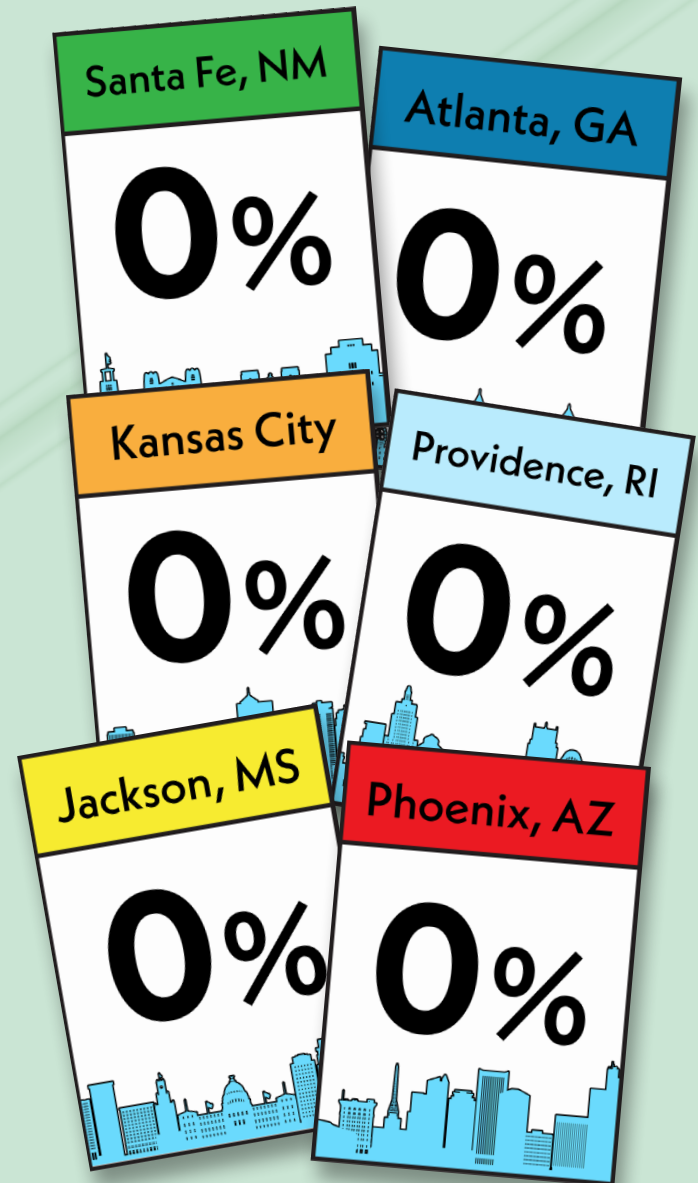 Santa Fe, NM
0%
Atlanta, GA
0%
Kansas City
0%
Providence, RI
0%
Jackson, MS
0%
Phoenix, AZ
0%